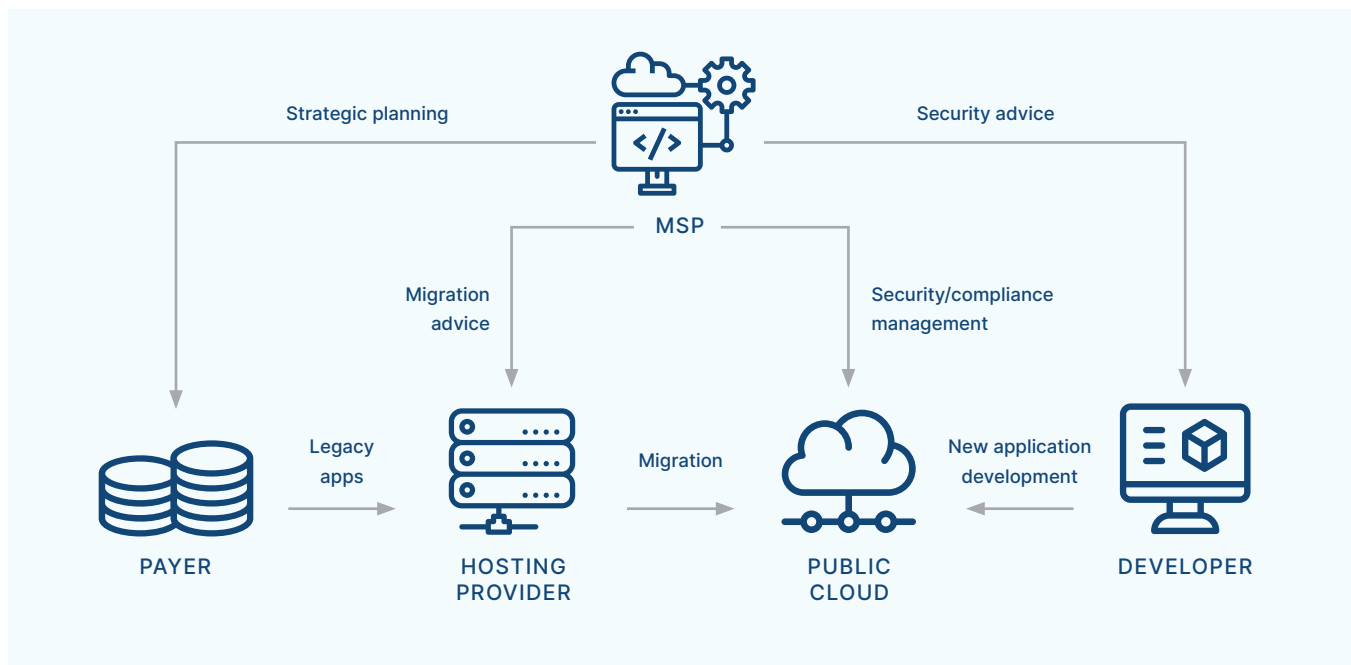 Strategic planning
Security advice
MSP
Migration
advice
Security/compliance
management
Legacy
apps
Migration
New application
development
PAYER
HOSTING
PROVIDER
PUBLIC
CLOUD
DEVELOPER